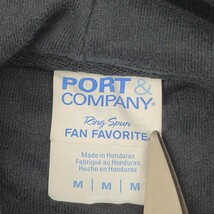 PORT &
COMPANY®
Ring Spun
FAN FAVORITE
Made in Honduras
Fabriqué au Honduras
Hecho en Honduras
M M M